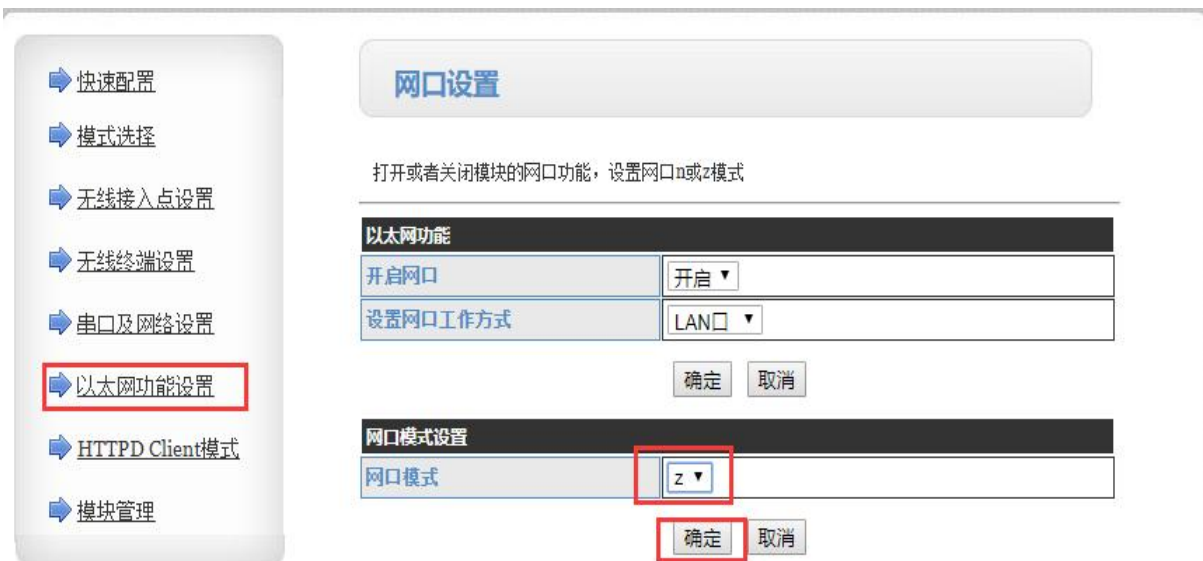 快速配置
模式选择
无线接入点设置
无线终端设置
串口及网络设置
以太网功能设置
HTTPD Client模式
模块管理
网口设置
打开或者关闭模块的网口功能，设置网口n或z模式
以太网功能
开启网口 开启
设置网口工作方式 LAN口
确定 取消
网口模式设置
网口模式 z
确定 取消